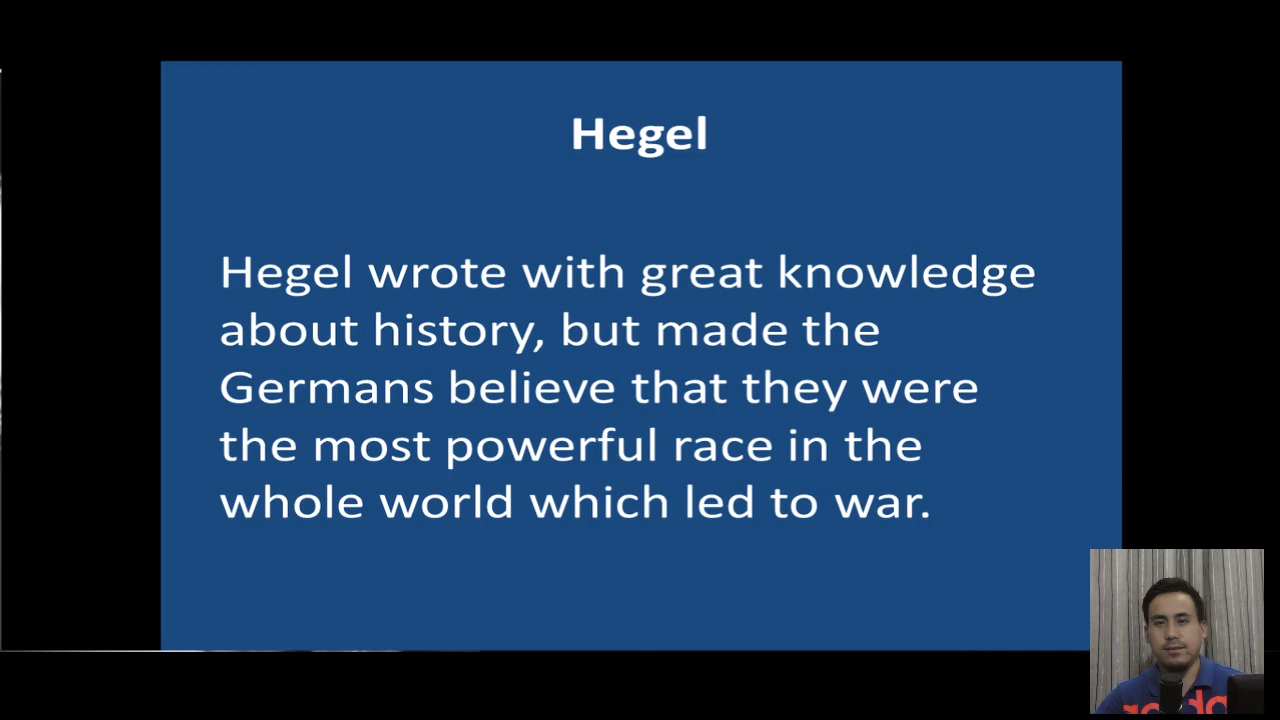 Hegel
Hegel wrote with great knowledge
about history, but made the
Germans believe that they were
the most powerful race in the
whole world which led to war.